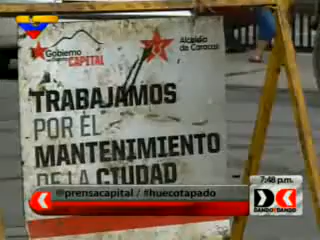 Gobierno
CAPITAL
Alcaldía
de Caracas
TRABAJAMOS
POR EL
MANTENIMIENTO
DE LA CIUDAD
@prensacapital / #huecotapado
7:48 p.m.
DANDO DANDO